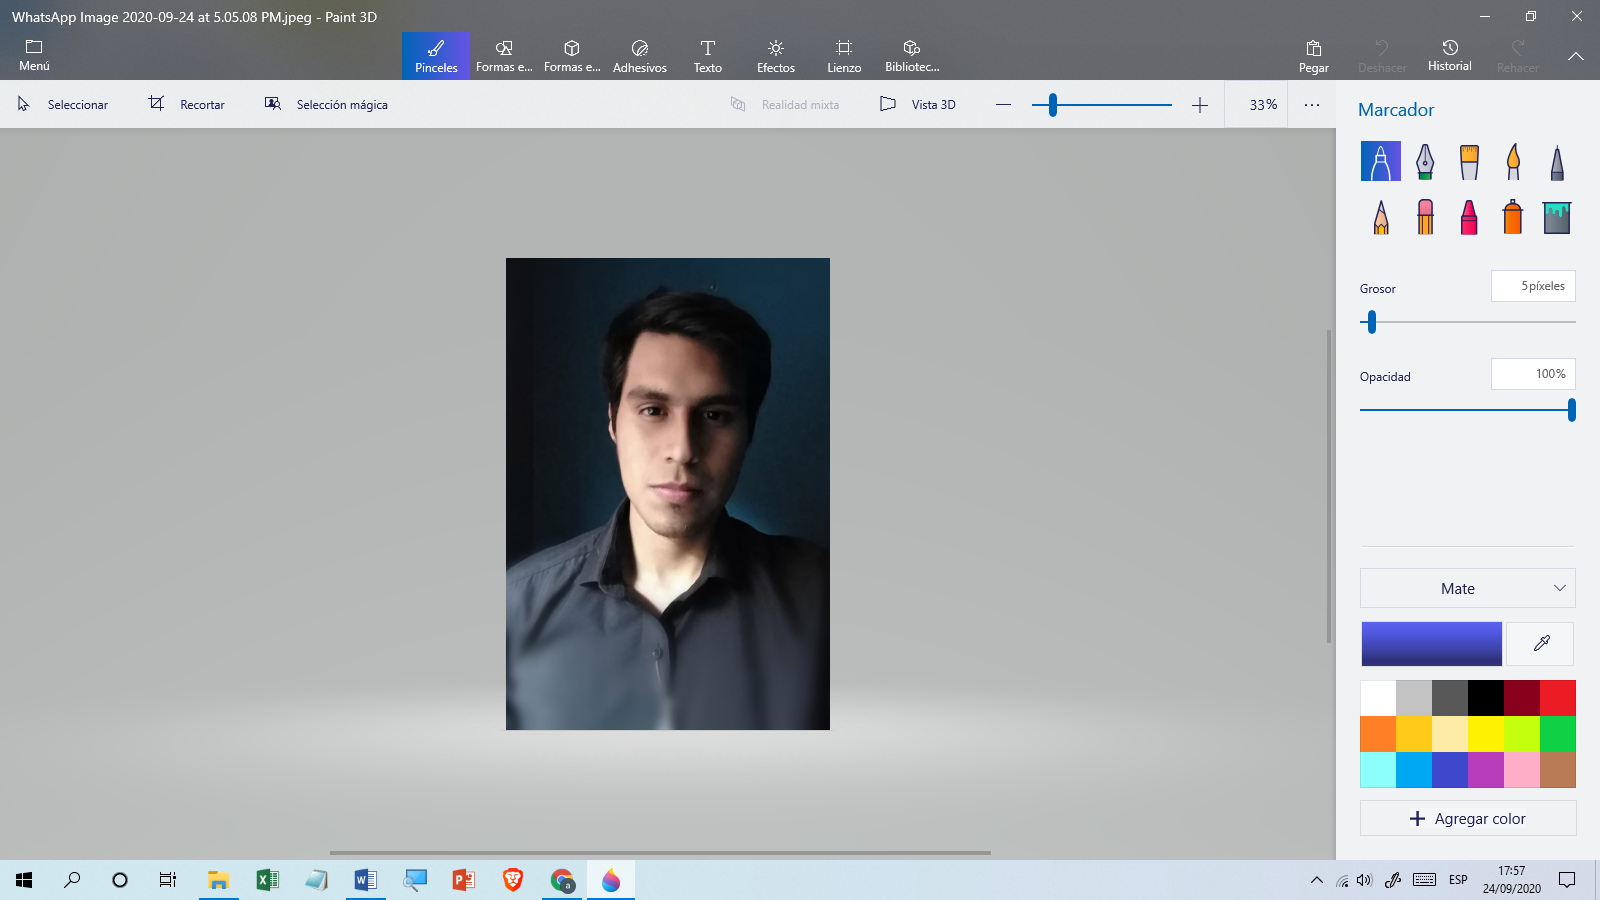 WhatsApp Image 2020-09-24 at 5.05.08 PM.jpeg - Paint 3D
Menú
Pinceles
Formas e...
Formas e...
Adhesivos
Texto
Efectos
Lienzo
Bibliotec...
Pegar
Deshacer
Historial
Rehacer
Seleccionar
Recortar
Selección mágica
Realidad mixta
Vista 3D
33%
Marcador
Grosor
5píxeles
Opacidad
100%
Mate
Agregar color
ESP
17:57
24/09/2020